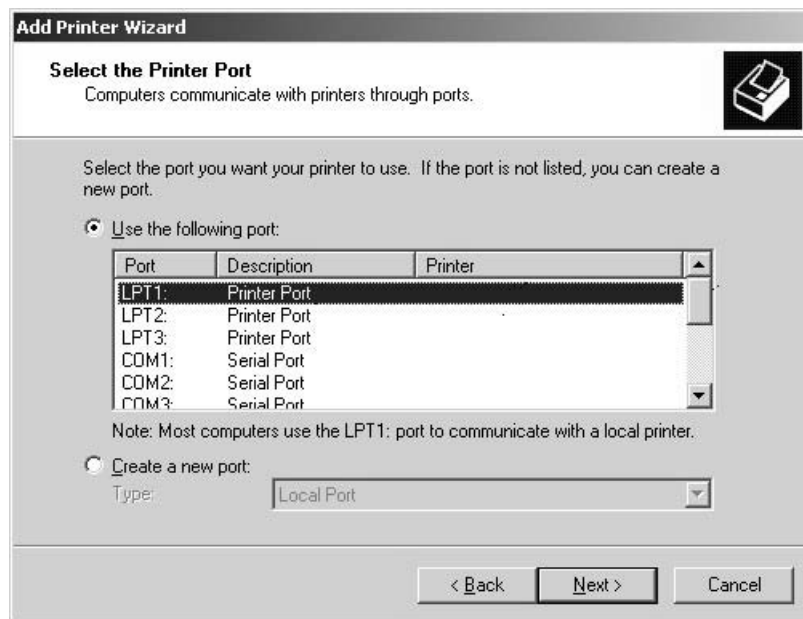 Add Printer Wizard
Select the Printer Port
Computers communicate with printers through ports.
Select the port you want your printer to use. If the port is not listed, you can create a
new port.
Use the following port:
Port Description Printer
LPT1: Printer Port
LPT2: Printer Port
LPT3: Printer Port
COM1: Serial Port
COM2: Serial Port
COM3: Serial Port
Note: Most computers use the LPT1: port to communicate with a local printer.
Create a new port:
Type: Local Port
< Back Next > Cancel